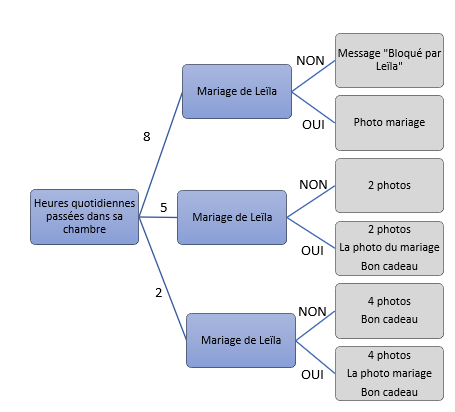 Heures quotidiennes
passées dans sa
chambre
8
5
2
Mariage de Leïla
NON
Message "Bloqué par
Leïla"
OUI
Photo mariage
Mariage de Leïla
NON
2 photos
OUI
2 photos
La photo du mariage
Bon cadeau
Mariage de Leïla
NON
4 photos
Bon cadeau
OUI
4 photos
La photo mariage
Bon cadeau